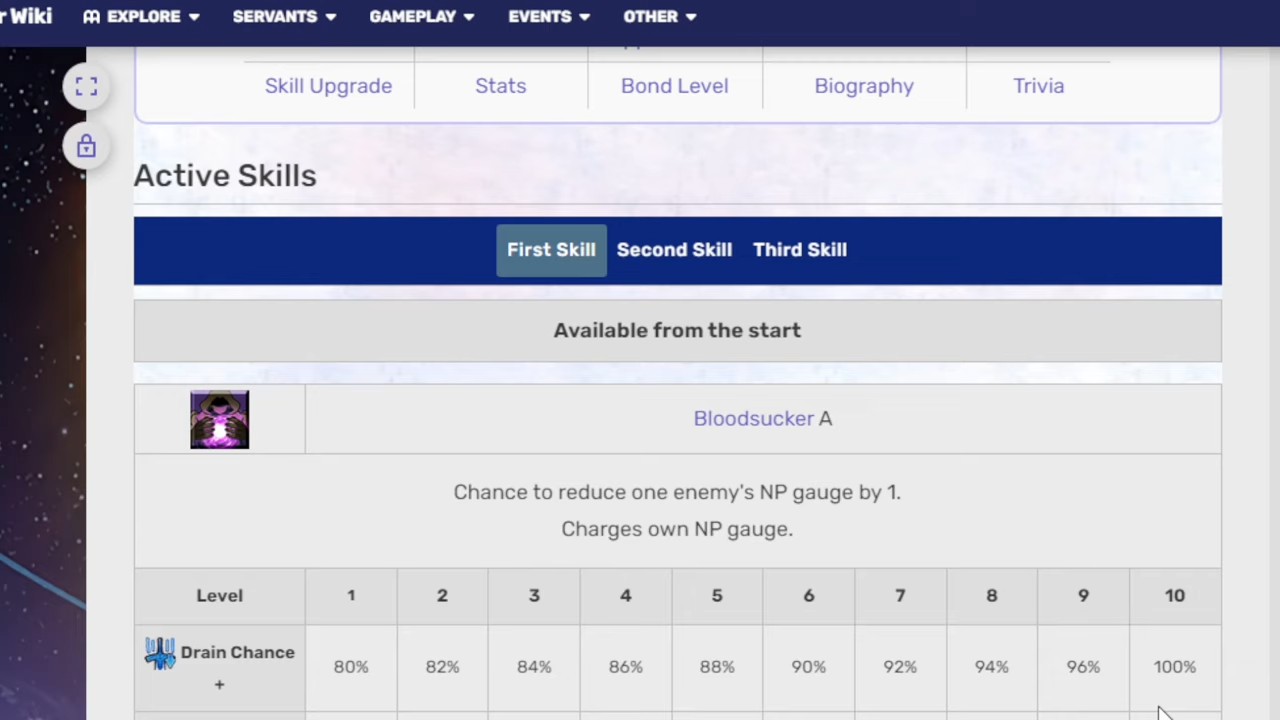 r Wiki EXPLORE SERVANTS GAMEPLAY EVENTS OTHER
Skill Upgrade Stats Bond Level Biography Trivia
Active Skills
First Skill Second Skill Third Skill
Available from the start
Bloodsucker A
Chance to reduce one enemy's NP gauge by 1.
Charges own NP gauge.
Level 1 2 3 4 5 6 7 8 9 10
Drain Chance
+ 80% 82% 84% 86% 88% 90% 92% 94% 96% 100%